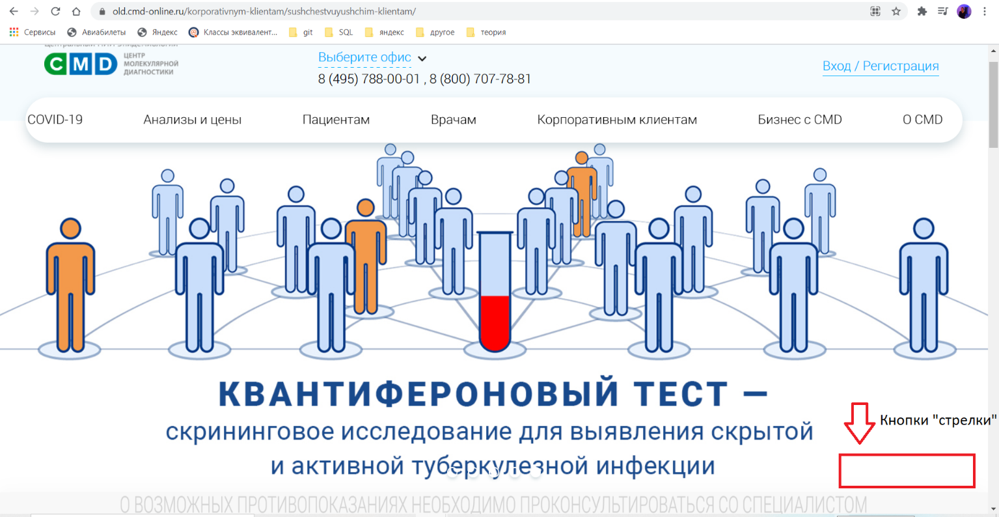 old.cmd-online.ru/korporativnym-klientam/sushchestvuyushchim-klientam/
Сервисы Авиабилеты Яндекс Классы эквивалент... git SQL яндекс другое теория
Центральный НИИ Эпидемиологии
CMD ЦЕНТР
МОЛЕКУЛЯРНОЙ
ДИАГНОСТИКИ
Выберите офис
8 (495) 788-00-01 , 8 (800) 707-78-81
Вход / Регистрация
COVID-19 Анализы и цены Пациентам Врачам Корпоративным клиентам Бизнес с CMD О CMD
КВАНТИФЕРОНОВЫЙ ТЕСТ —
скрининговое исследование для выявления скрытой
и активной туберкулезной инфекции
Кнопки "стрелки"
О ВОЗМОЖНЫХ ПРОТИВОПОКАЗАНИЯХ НЕОБХОДИМО ПРОКОНСУЛЬТИРОВАТЬСЯ СО СПЕЦИАЛИСТОМ